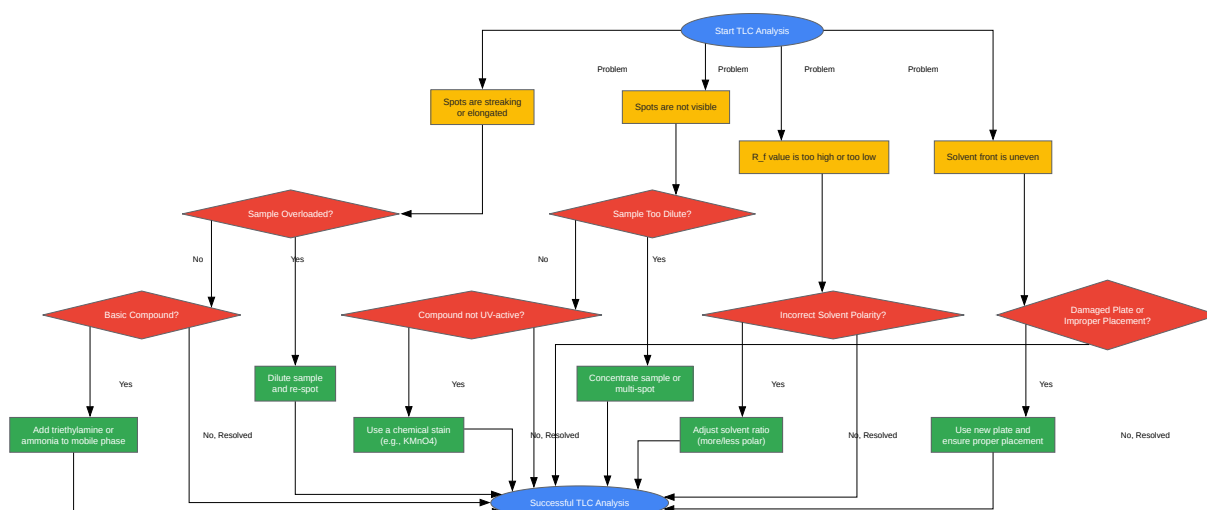 Start TLC Analysis
Problem
Problem
Problem
Problem
Spots are streaking
or elongated
Spots are not visible
R_f value is too high or too low
Solvent front is uneven
Sample Overloaded?
Sample Too Dilute?
No
Yes
No
Yes
Basic Compound?
Compound not UV-active?
Incorrect Solvent Polarity?
Damaged Plate or
Improper Placement?
Yes
Dilute sample
and re-spot
Yes
Concentrate sample or
multi-spot
Yes
Yes
Add triethylamine or
ammonia to mobile phase
No, Resolved
Use a chemical stain
(e.g., KMnO4)
No, Resolved
Adjust solvent ratio
(more/less polar)
No, Resolved
Use new plate and
ensure proper placement
No, Resolved
Successful TLC Analysis